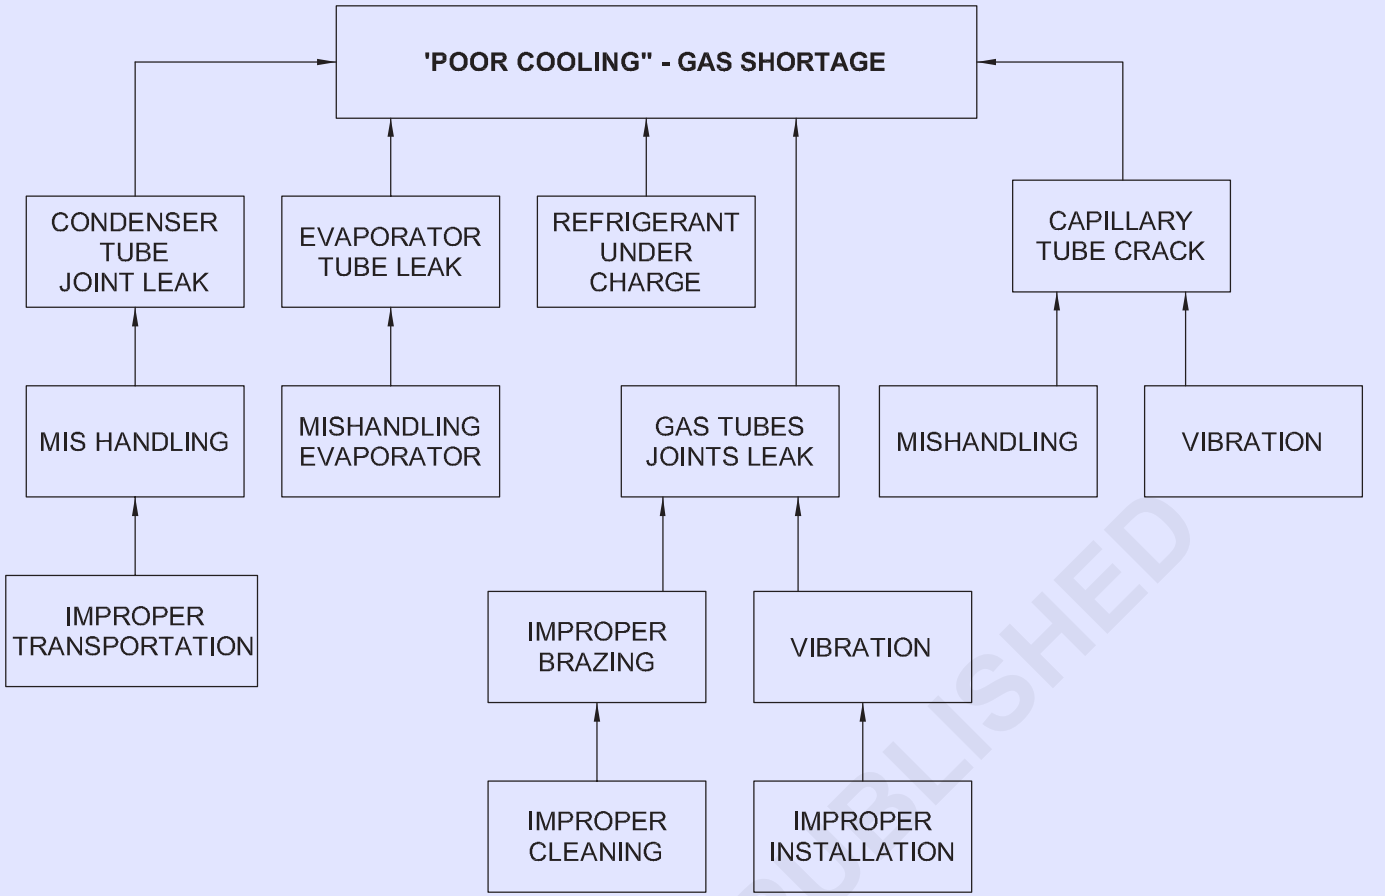 'POOR COOLING" - GAS SHORTAGE
CONDENSER
TUBE
JOINT LEAK
EVAPORATOR
TUBE LEAK
REFRIGERANT
UNDER
CHARGE
CAPILLARY
TUBE CRACK
MIS HANDLING
MISHANDLING
EVAPORATOR
GAS TUBES
JOINTS LEAK
MISHANDLING
VIBRATION
IMPROPER
TRANSPORTATION
IMPROPER
BRAZING
VIBRATION
IMPROPER
CLEANING
IMPROPER
INSTALLATION
PUBLISHED